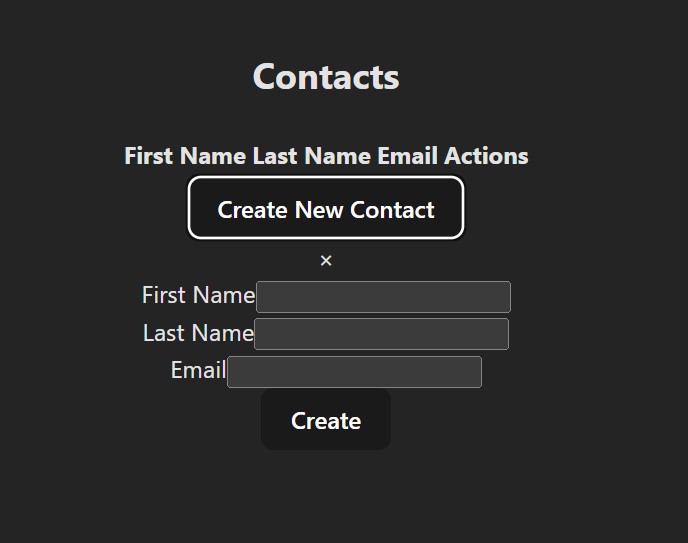 Contacts
First Name Last Name Email Actions
Create New Contact
×
First Name
Last Name
Email
Create